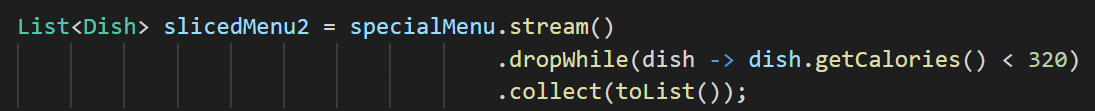 List<Dish> slicedMenu2 = specialMenu.stream()
.dropWhile(dish -> dish.getCalories() < 320)
.collect(toList());